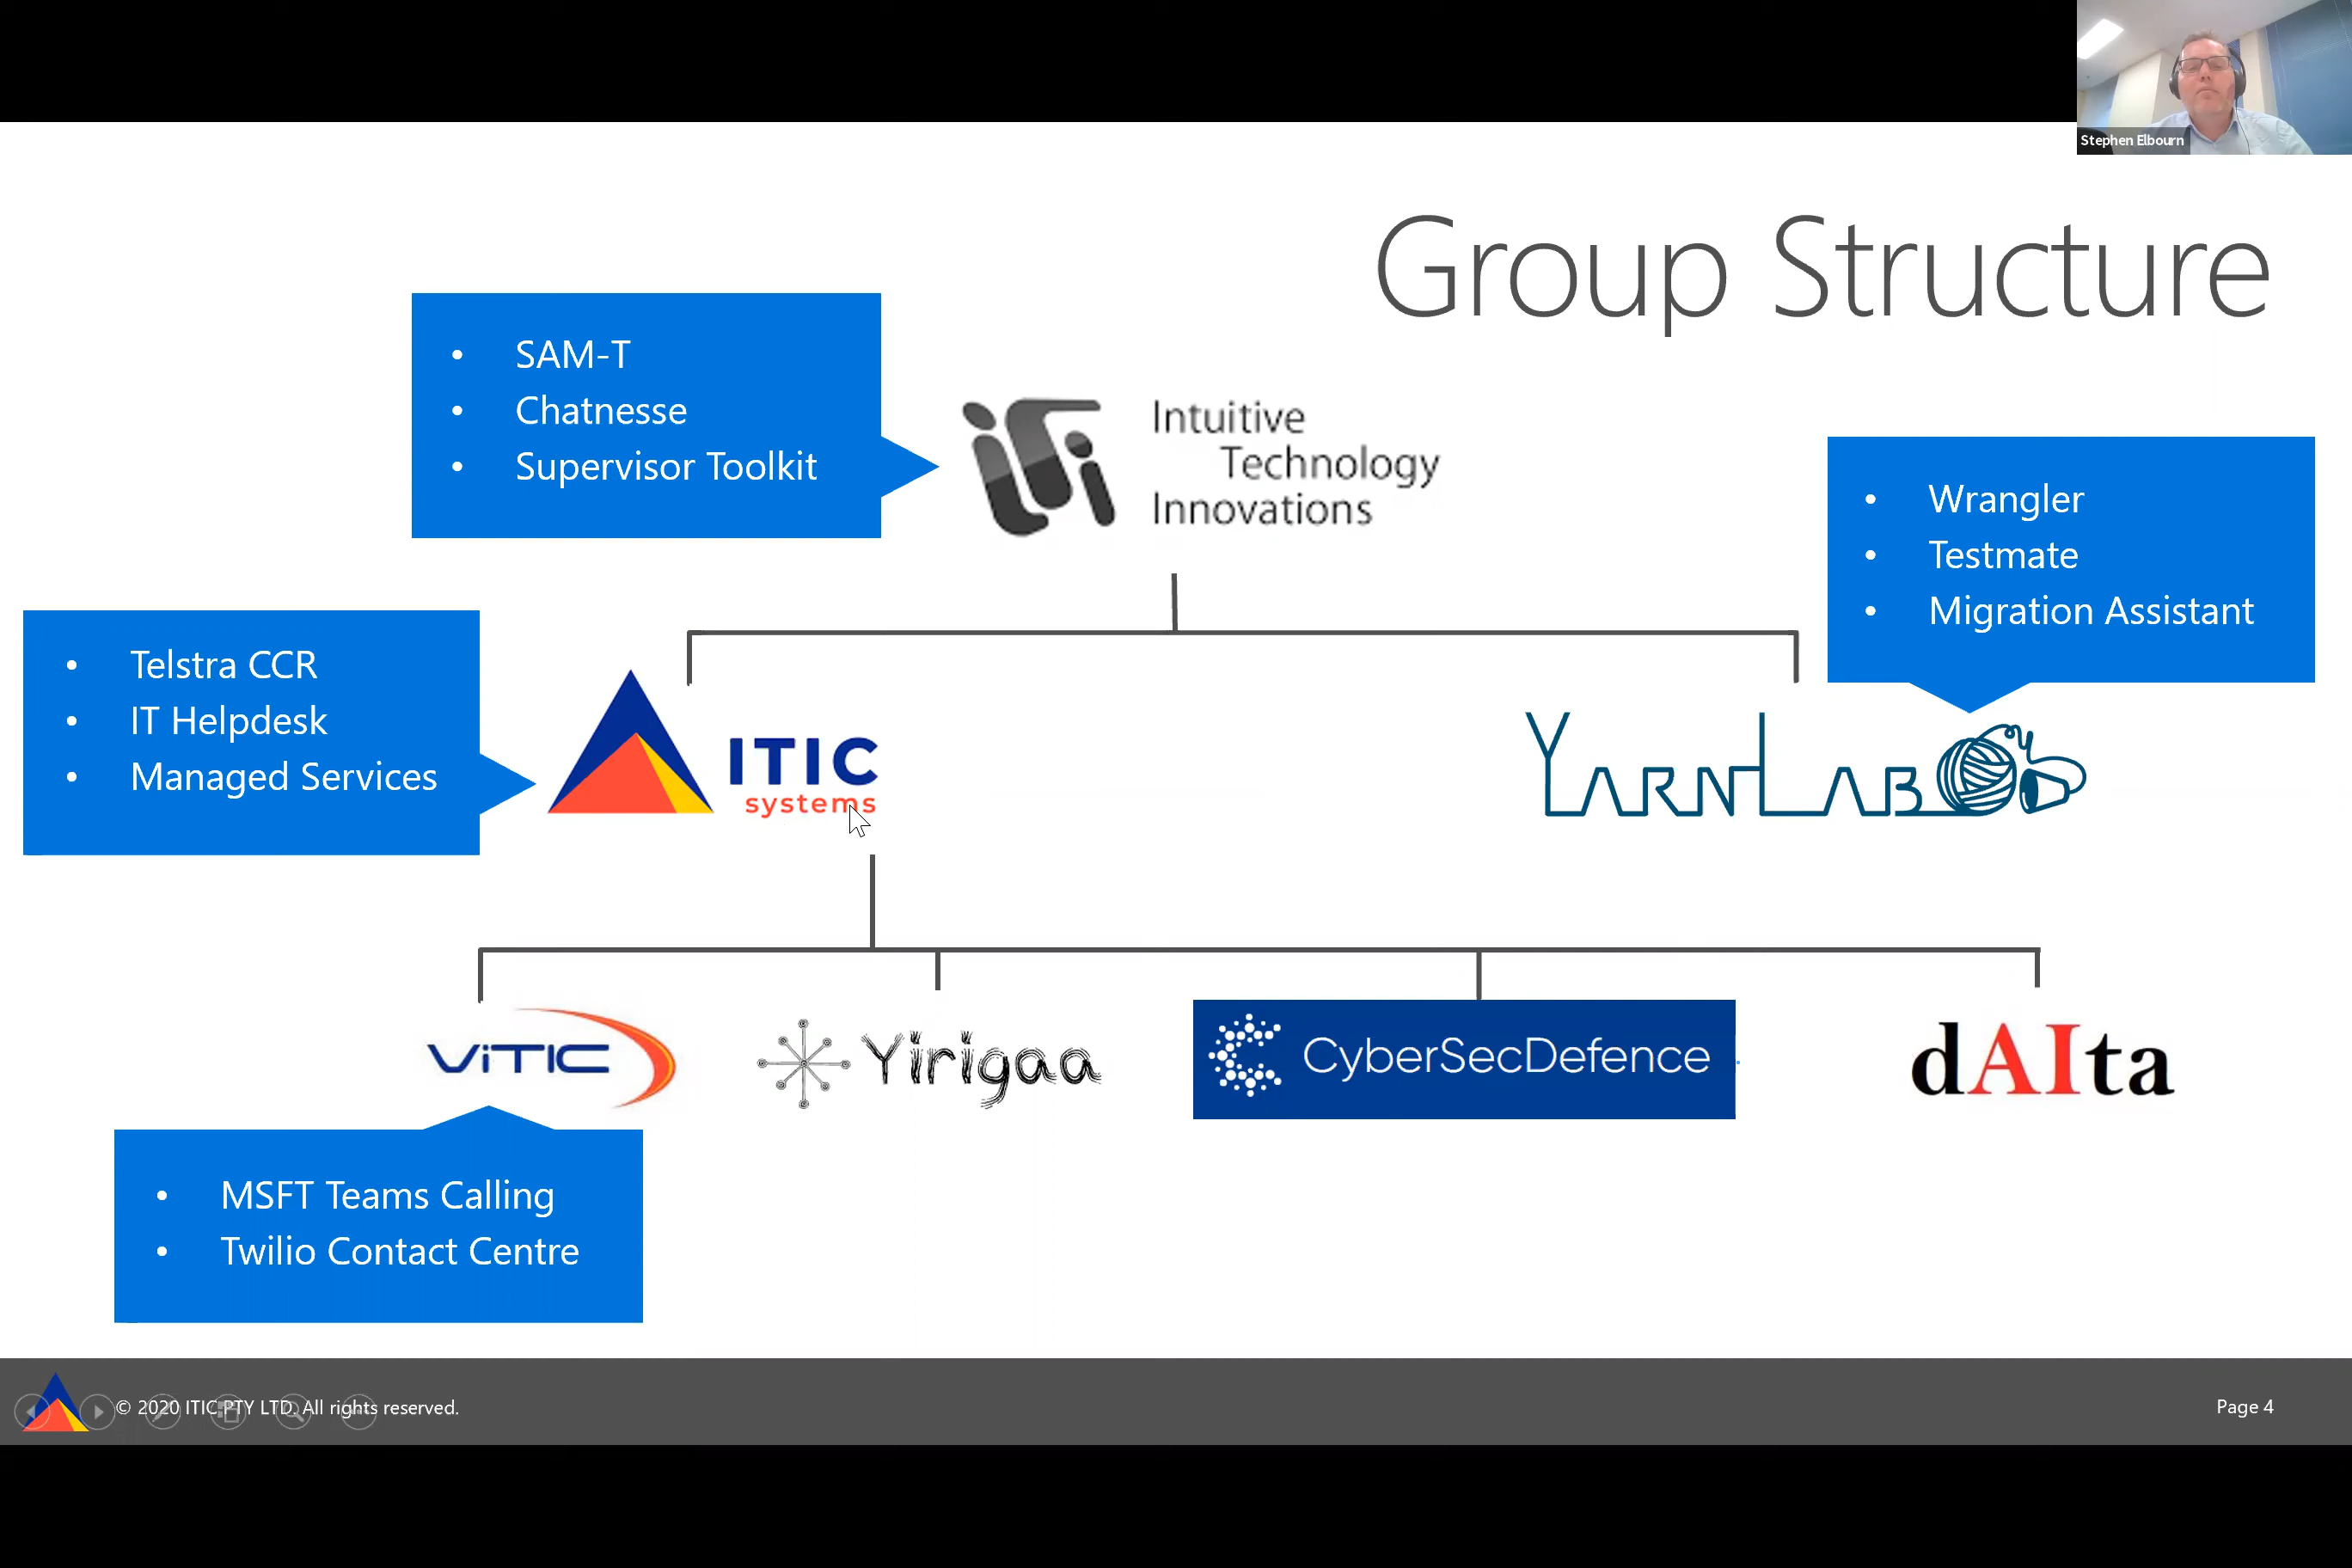 Stephen Elbourn
Group Structure
• SAM-T
• Chatnesse
• Supervisor Toolkit
iTi
Intuitive
Technology
Innovations
• Wrangler
• Testmate
• Migration Assistant
• Telstra CCR
• IT Helpdesk
• Managed Services
ITIC
systems
YARNLAB
ViTIC
Yirigaa
CyberSecDefence
dAIta
• MSFT Teams Calling
• Twilio Contact Centre
© 2020 ITIC PTY LTD. All rights reserved.
Page 4